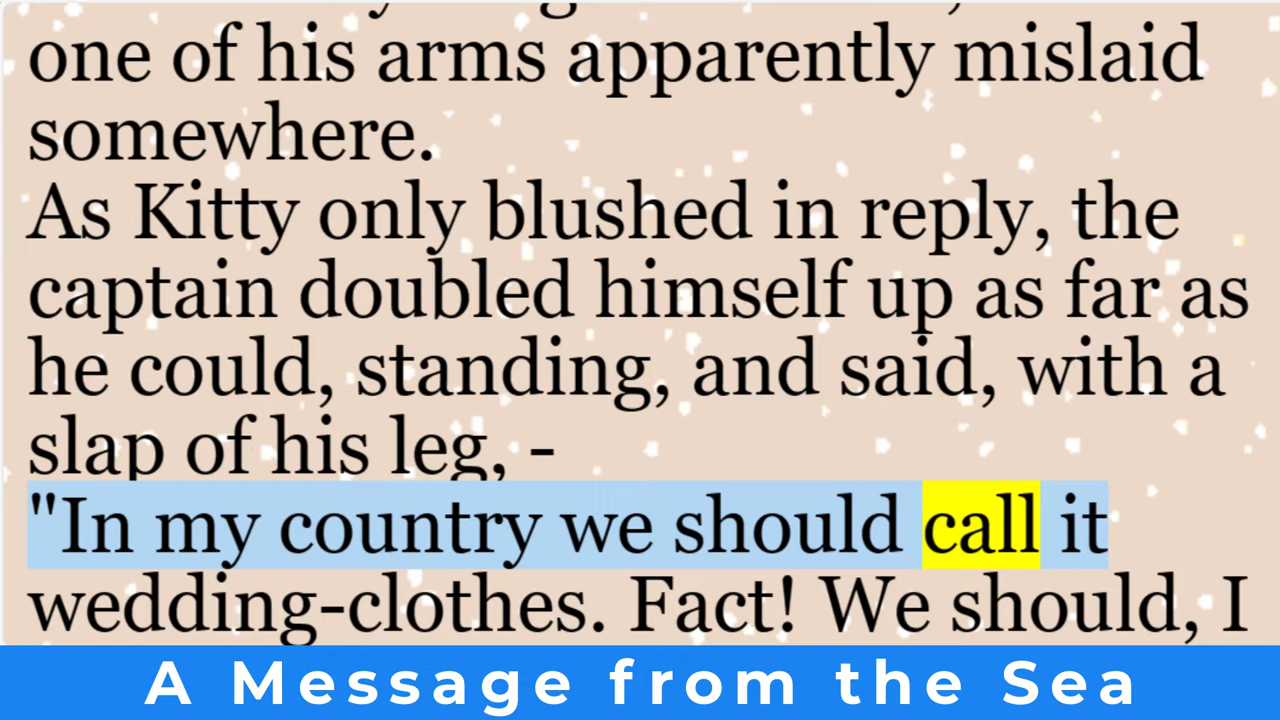 one of his arms apparently mislaid
somewhere.
As Kitty only blushed in reply, the
captain doubled himself up as far as
he could, standing, and said, with a
slap of his leg, -
"In my country we should call it
wedding-clothes. Fact! We should, I
A Message from the Sea